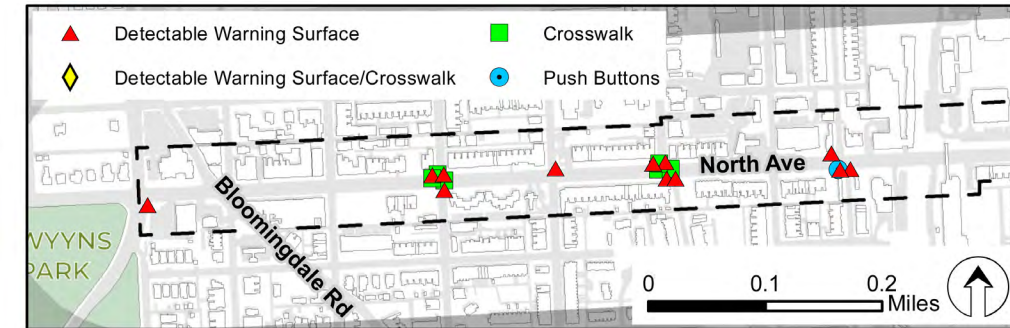 Detectable Warning Surface
Crosswalk
Detectable Warning Surface/Crosswalk
Push Buttons
North Ave
Bloomingdale Rd
WYYNS
PARK
0 0.1 0.2
Miles